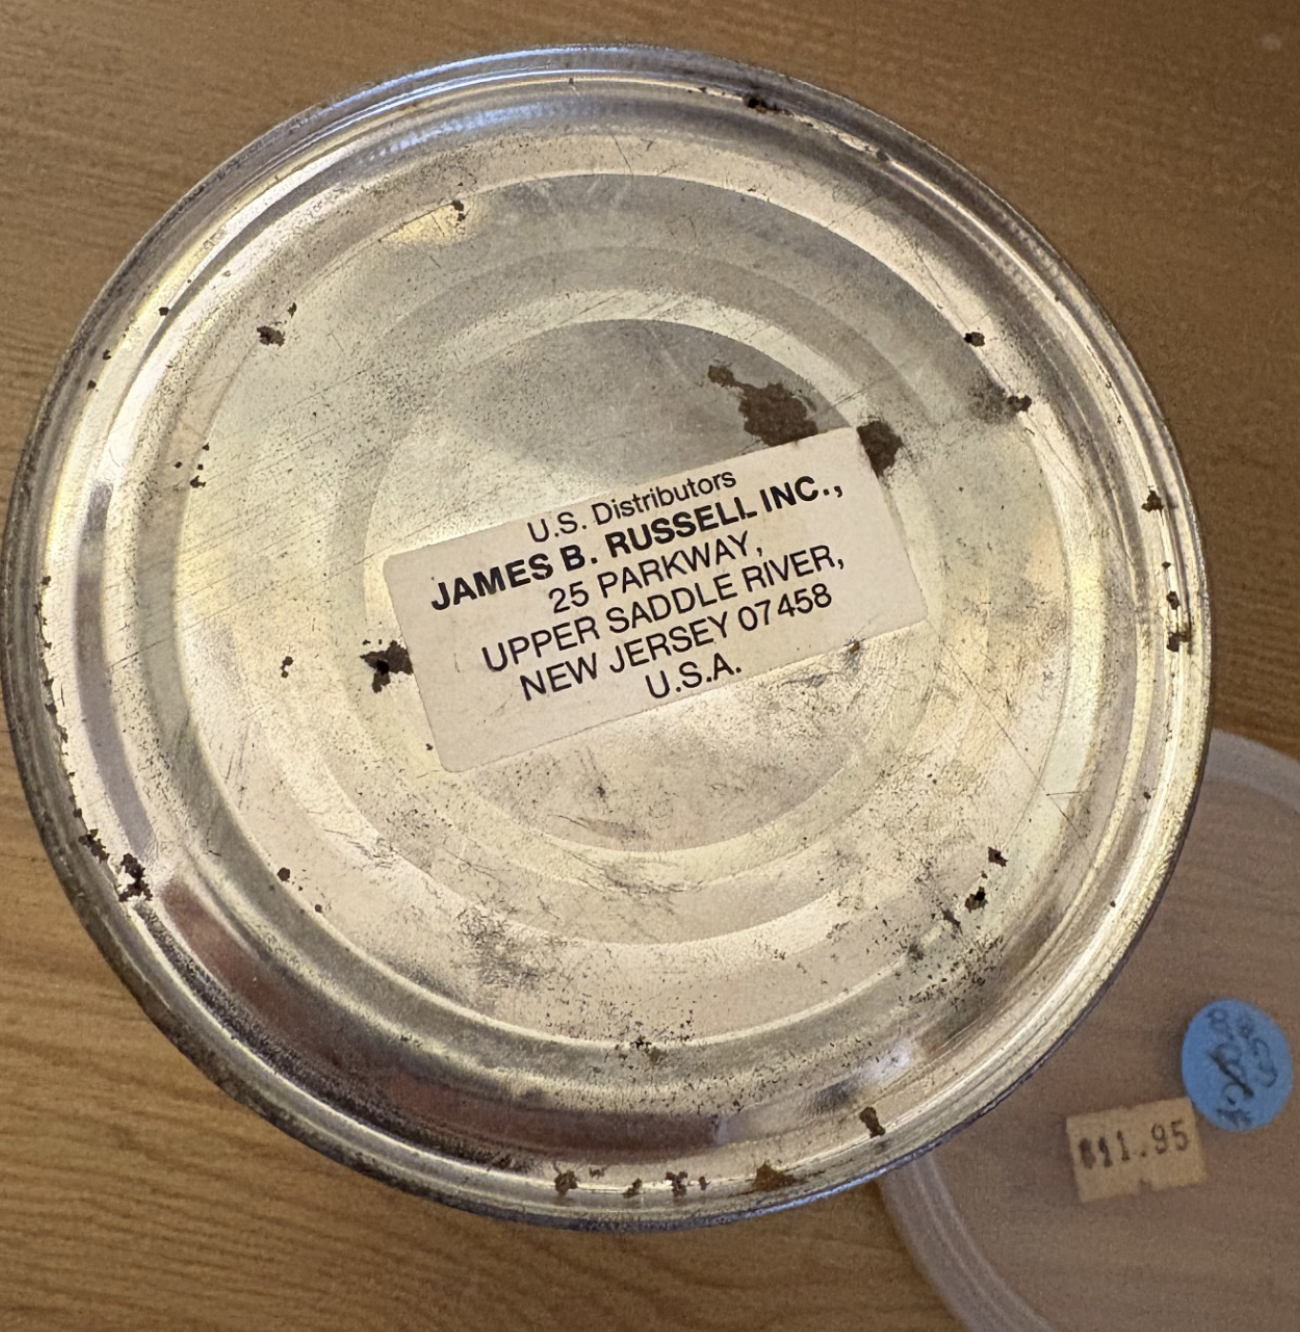 U.S. Distributors
JAMES B. RUSSELL INC.,
25 PARKWAY,
UPPER SADDLE RIVER,
NEW JERSEY 07458
U.S.A.
$11.95